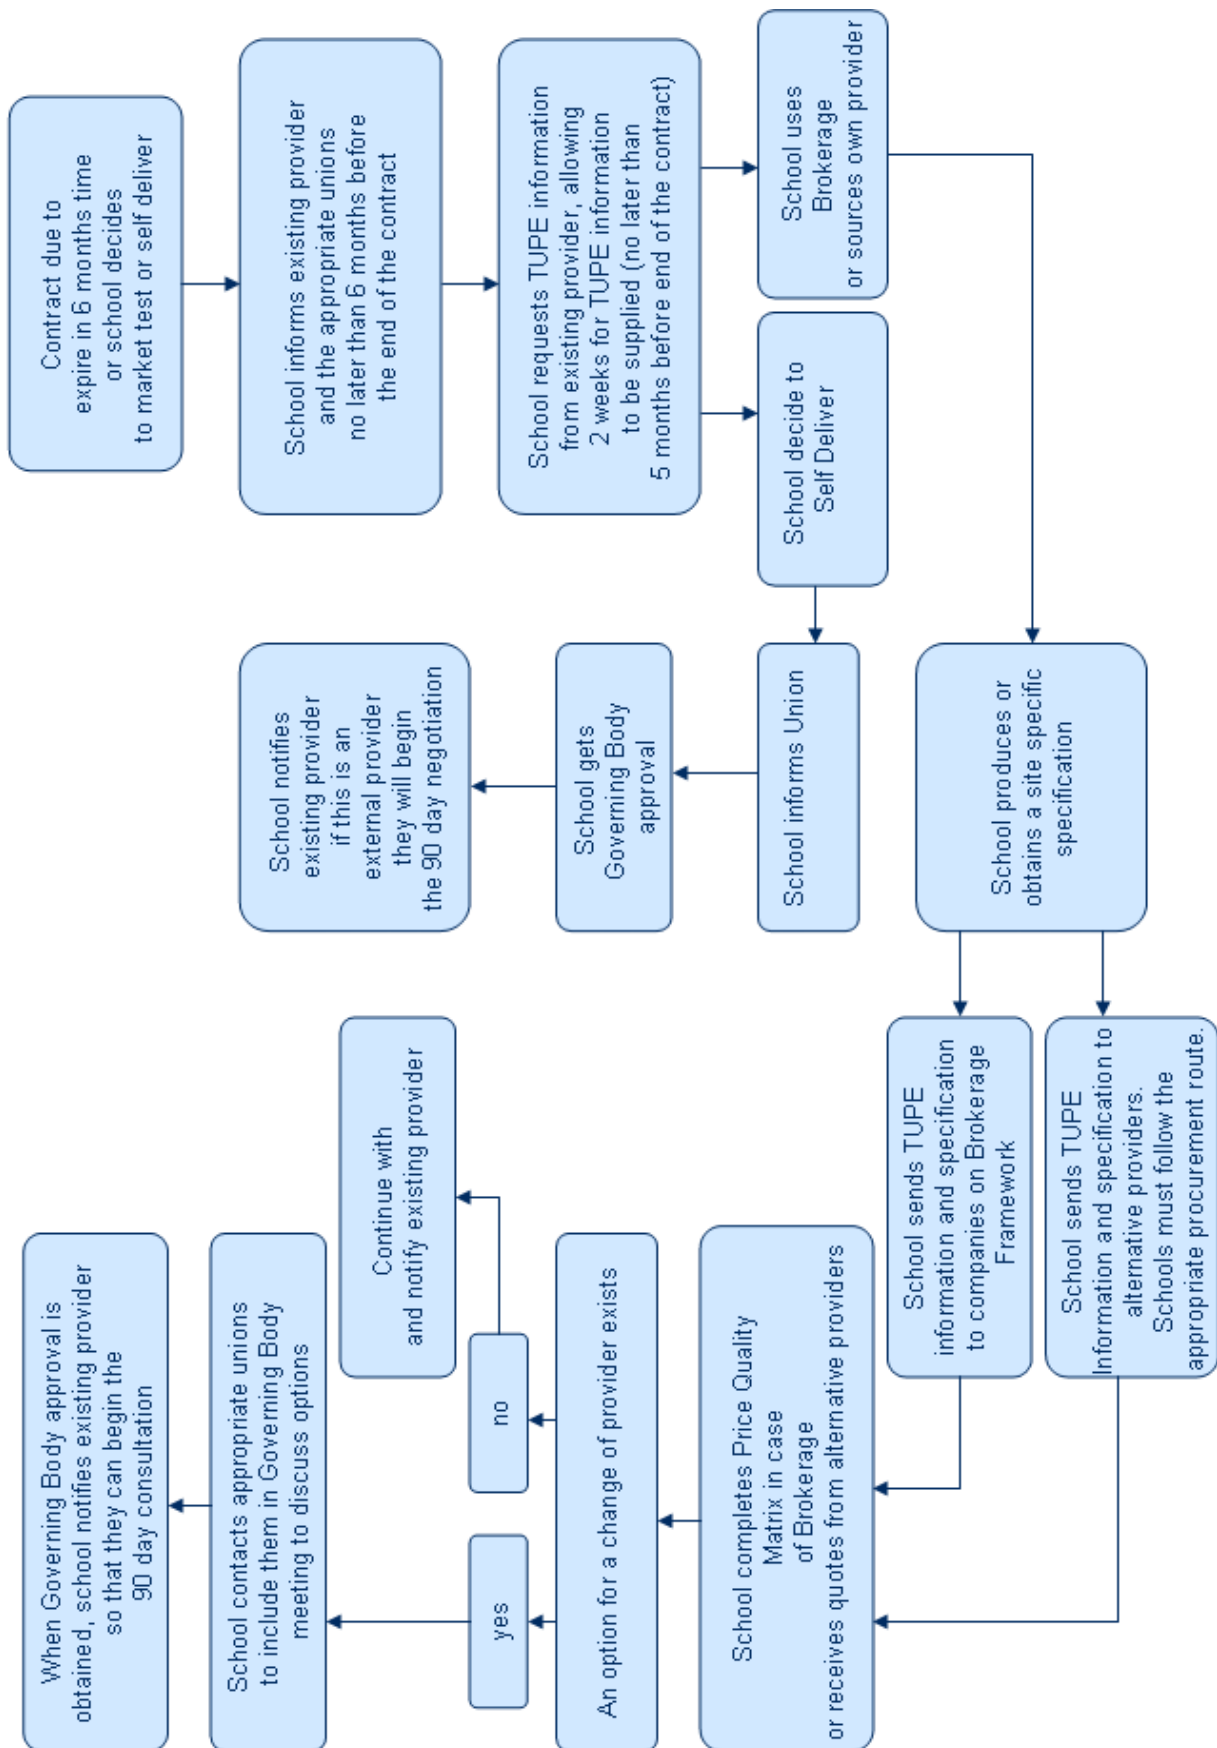 Contract due to
expire in 6 months time
or school decides
to market test or self deliver
School informs existing provider
and the appropriate unions
no later than 6 months before
the end of the contract
School requests TUPE information
from existing provider, allowing
2 weeks for TUPE information
to be supplied (no later than
5 months before end of the contract)
School uses
Brokerage
or sources own provider
School decide to
Self Deliver
School informs Union
School gets
Governing Body
approval
School notifies
existing provider
if this is an
external provider
they will begin
the 90 day negotiation
School produces or
obtains a site specific
specification
School sends TUPE
information and specification
to companies on Brokerage
Framework
School sends TUPE
Information and specification to
alternative providers.
Schools must follow the
appropriate procurement route.
School completes Price Quality
Matrix in case
of Brokerage
or receives quotes from alternative providers
An option for a change of provider exists
no
Continue with
and notify existing provider
yes
School contacts appropriate unions
to include them in Governing Body
meeting to discuss options
When Governing Body approval is
obtained, school notifies existing provider
so that they can begin the
90 day consultation